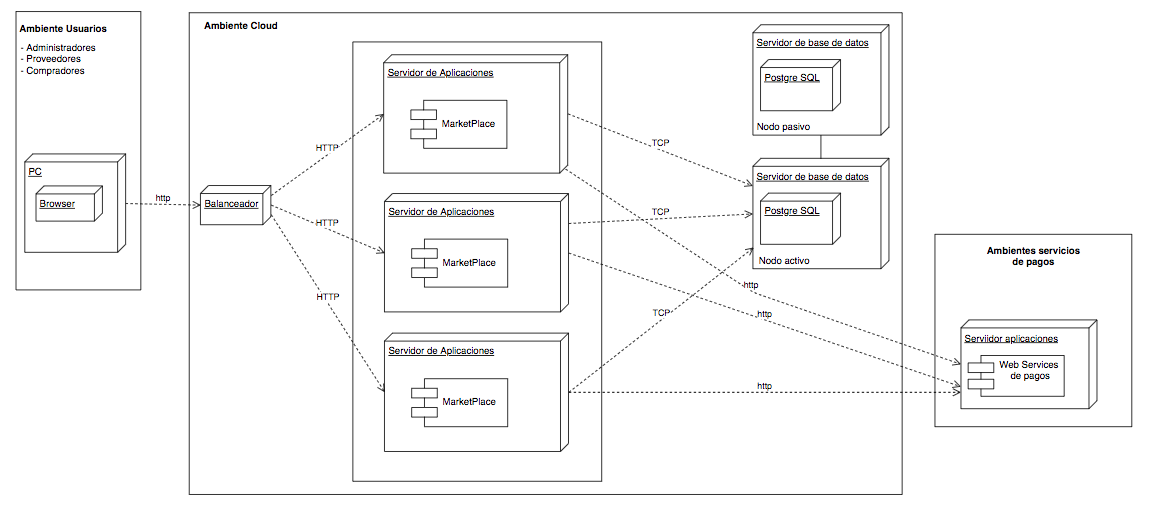 Ambiente Usuarios
- Administradores
- Proveedores
- Compradores
PC
Browser
http
Ambiente Cloud
Balanceador
HTTP
HTTP
HTTP
Servidor de Aplicaciones
MarketPlace
Servidor de Aplicaciones
MarketPlace
Servidor de Aplicaciones
MarketPlace
TCP
TCP
TCP
http
http
http
Servidor de base de datos
Postgre SQL
Nodo pasivo
Servidor de base de datos
Postgre SQL
Nodo activo
Ambientes servicios
de pagos
Serviidor aplicaciones
Web Services
de pagos